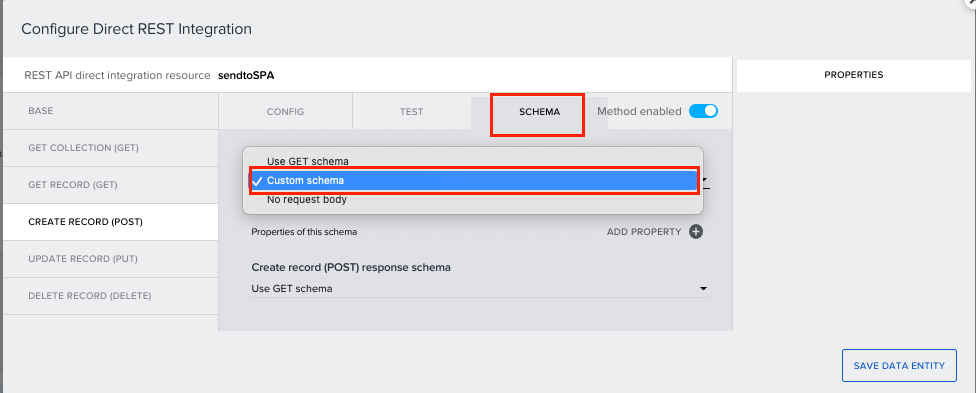 Configure Direct REST Integration
REST API direct integration resource sendtoSPA
PROPERTIES
BASE
CONFIG
TEST
SCHEMA
Method enabled
GET COLLECTION (GET)
Use GET schema
Custom schema
No request body
GET RECORD (GET)
CREATE RECORD (POST)
Properties of this schema
ADD PROPERTY
UPDATE RECORD (PUT)
Create record (POST) response schema
Use GET schema
DELETE RECORD (DELETE)
SAVE DATA ENTITY